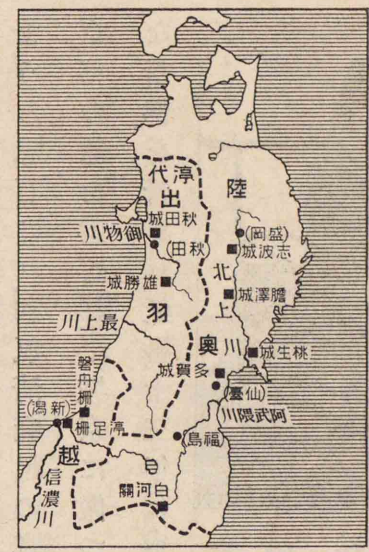 渟代
出羽
陸奧
秋田城
御物川
(秋田)
(盛岡)
志波城
北上川
雄勝城
膽澤城
最上川
桃生城
多賀城
(仙臺)
阿武隈川
磐舟柵
(新潟)
渟足柵
(福島)
越
信濃川
白河關